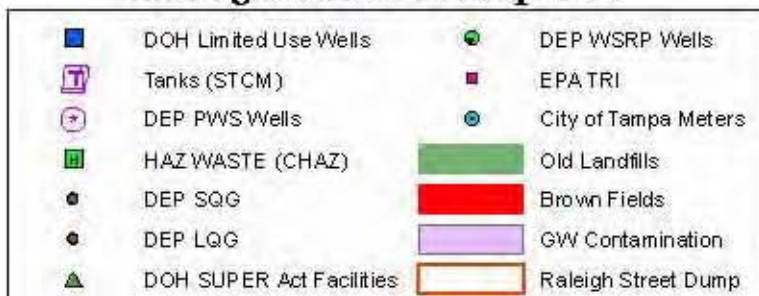 DOH Limited Use Wells
Tanks (STCM)
DEP PWS Wells
HAZ WASTE (CHAZ)
DEP SQG
DEP LQG
DOH SUPER Act Facilities
DEP WSRP Wells
EPA TRI
City of Tampa Meters
Old Landfills
Brown Fields
GW Contamination
Raleigh Street Dump